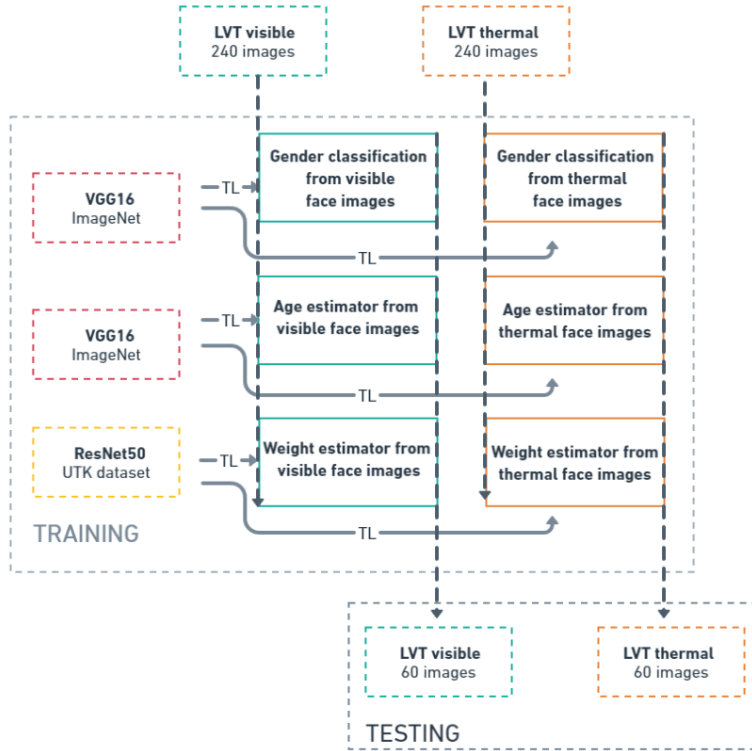 LVT visible
240 images
LVT thermal
240 images
VGG16
ImageNet
TL
Gender classification
from visible
face images
Gender classification
from thermal
face images
TL
VGG16
ImageNet
TL
Age estimator from
visible face images
Age estimator from
thermal face images
TL
ResNet50
UTK dataset
TL
Weight estimator from
visible face images
Weight estimator from
thermal face images
TL
TRAINING
LVT visible
60 images
LVT thermal
60 images
TESTING